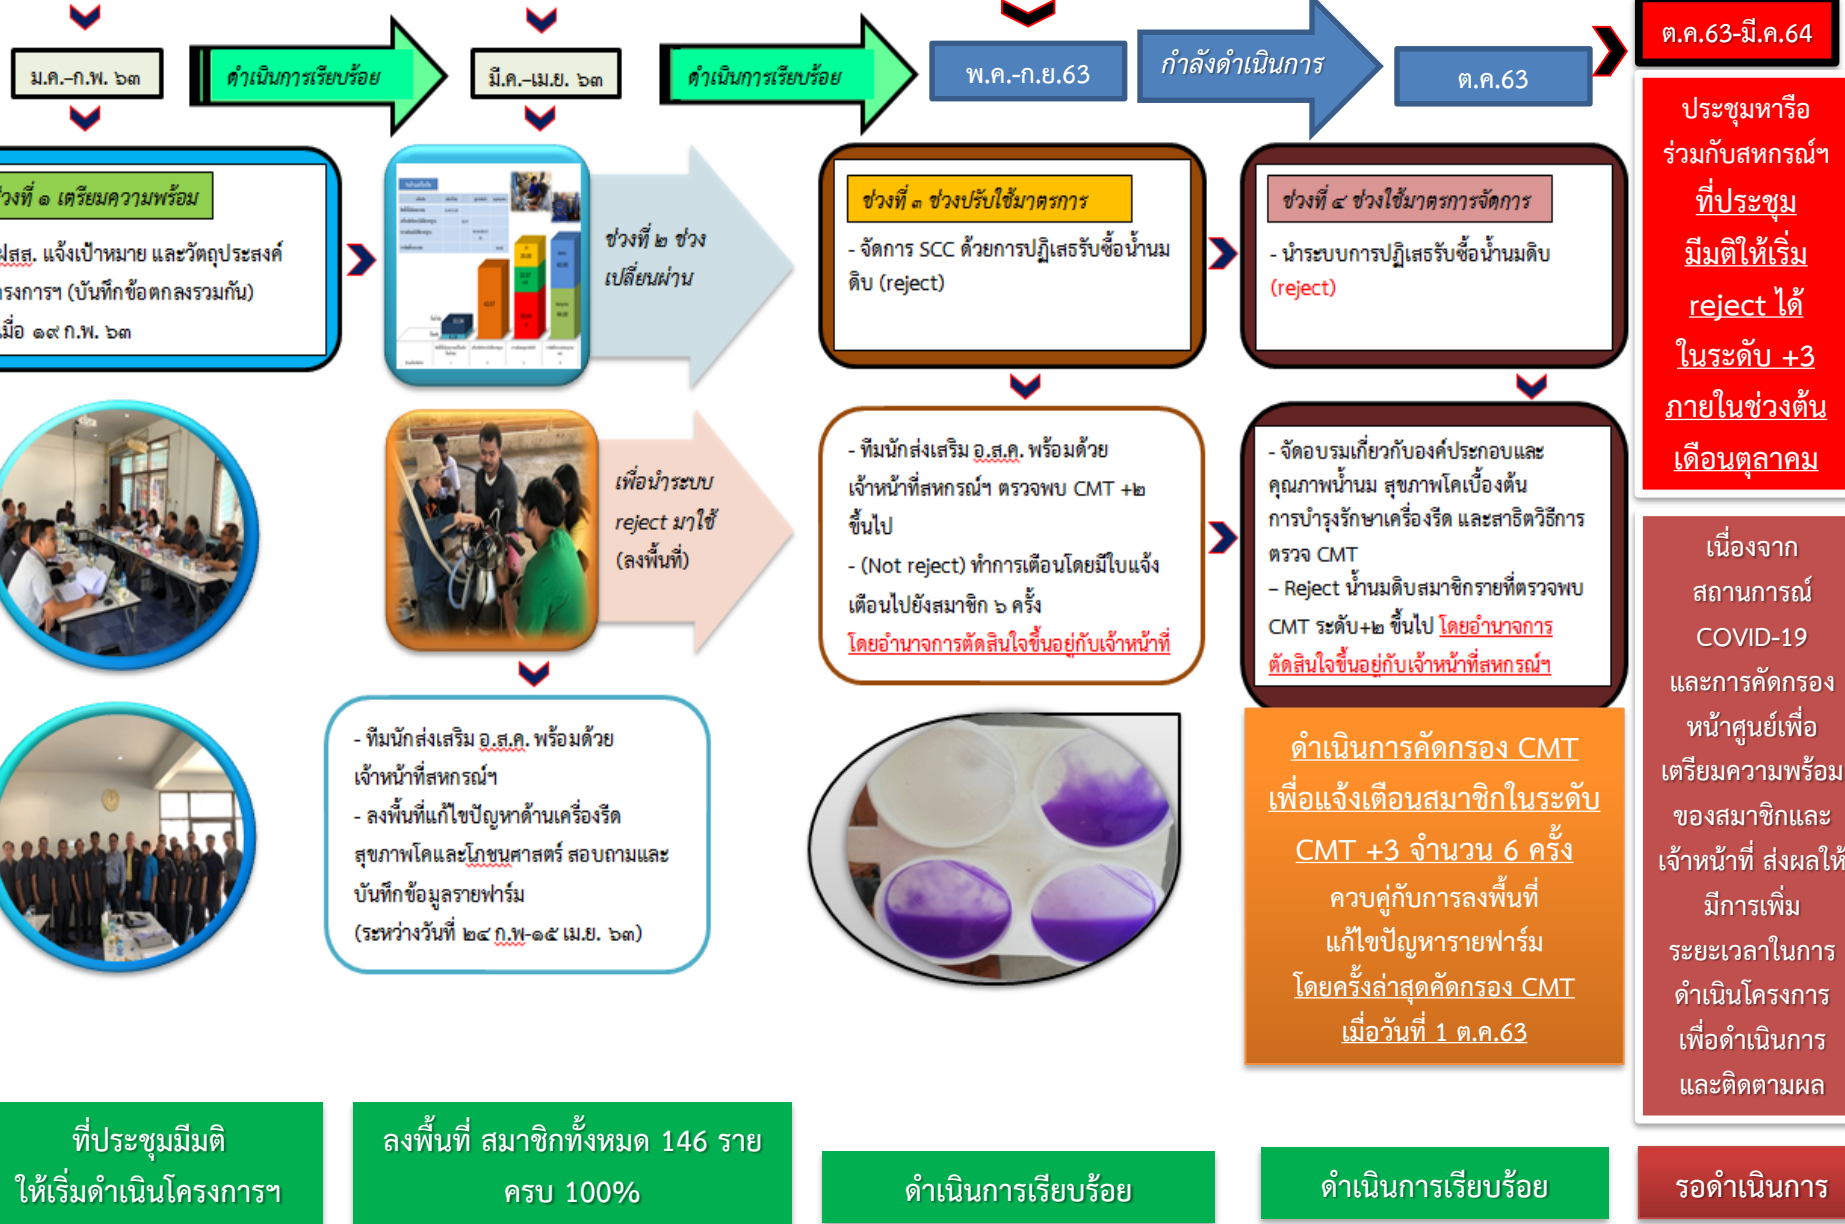 ม.ค.–ก.พ. ๖๓
ดำเนินการเรียบร้อย
มี.ค.–เม.ย. ๖๓
ดำเนินการเรียบร้อย
พ.ค.-ก.ย.63
กำลังดำเนินการ
ต.ค.63
ต.ค.63-มี.ค.64
ช่วงที่ ๑ เตรียมความพร้อม
ฝสส. แจ้งเป้าหมาย และวัตถุประสงค์
โครงการฯ (บันทึกข้อตกลงรวมกัน)
เมื่อ ๑๙ ก.พ. ๖๓
ช่วงที่ ๒ ช่วง
เปลี่ยนผ่าน
ช่วงที่ ๓ ช่วงปรับใช้มาตรการ
- จัดการ SCC ด้วยการปฏิเสธรับซื้อน้ำนม
ดิบ (reject)
ช่วงที่ ๔ ช่วงใช้มาตรการจัดการ
- นำระบบการปฏิเสธรับซื้อน้ำนมดิบ
(reject)
ประชุมหารือ
ร่วมกับสหกรณ์ฯ
ที่ประชุม
มีมติให้เริ่ม
reject ได้
ในระดับ +3
ภายในช่วงต้น
เดือนตุลาคม
เพื่อนำระบบ
reject มาใช้
(ลงพื้นที่)
- ทีมนักส่งเสริม อ.ส.ค. พร้อมด้วย
เจ้าหน้าที่สหกรณ์ฯ ตรวจพบ CMT +๒
ขึ้นไป
- (Not reject) ทำการเตือนโดยมีใบแจ้ง
เตือนไปยังสมาชิก ๖ ครั้ง
โดยอำนาจการตัดสินใจขึ้นอยู่กับเจ้าหน้าที่
- จัดอบรมเกี่ยวกับองค์ประกอบและ
คุณภาพน้ำนม สุขภาพโคเบื้องต้น
การบำรุงรักษาเครื่องรีด และสาธิตวิธีการ
ตรวจ CMT
– Reject น้ำนมดิบสมาชิกรายที่ตรวจพบ
CMT ระดับ+๒ ขึ้นไป โดยอำนาจการ
ตัดสินใจขึ้นอยู่กับเจ้าหน้าที่สหกรณ์ฯ
เนื่องจาก
สถานการณ์
COVID-19
และการคัดกรอง
หน้าศูนย์เพื่อ
เตรียมความพร้อม
ของสมาชิกและ
เจ้าหน้าที่ ส่งผลให้
มีการเพิ่ม
ระยะเวลาในการ
ดำเนินโครงการ
เพื่อดำเนินการ
และติดตามผล
- ทีมนักส่งเสริม อ.ส.ค. พร้อมด้วย
เจ้าหน้าที่สหกรณ์ฯ
- ลงพื้นที่แก้ไขปัญหาด้านเครื่องรีด
สุขภาพโคและโภชนศาสตร์ สอบถามและ
บันทึกข้อมูลรายฟาร์ม
(ระหว่างวันที่ ๒๔ ก.พ-๑๕ เม.ย. ๖๓)
ดำเนินการคัดกรอง CMT
เพื่อแจ้งเตือนสมาชิกในระดับ
CMT +3 จำนวน 6 ครั้ง
ควบคู่กับการลงพื้นที่
แก้ไขปัญหารายฟาร์ม
โดยครั้งล่าสุดคัดกรอง CMT
เมื่อวันที่ 1 ต.ค.63
ที่ประชุมมีมติ
ให้เริ่มดำเนินโครงการฯ
ลงพื้นที่ สมาชิกทั้งหมด 146 ราย
ครบ 100%
ดำเนินการเรียบร้อย
ดำเนินการเรียบร้อย
รอดำเนินการ